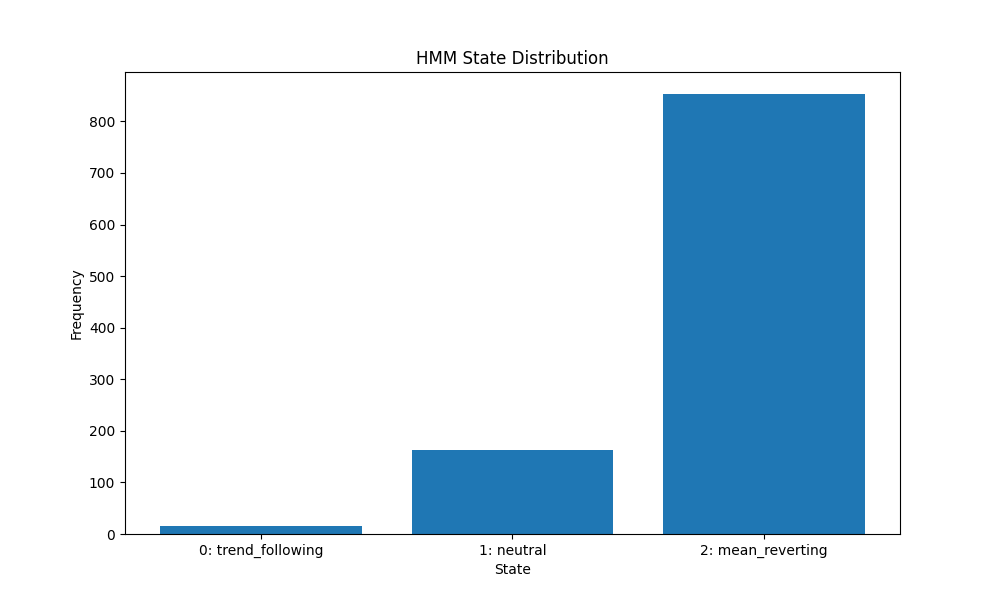 HMM State Distribution
Frequency
800
700
600
500
400
300
200
100
0
0: trend_following
1: neutral
2: mean_reverting
State